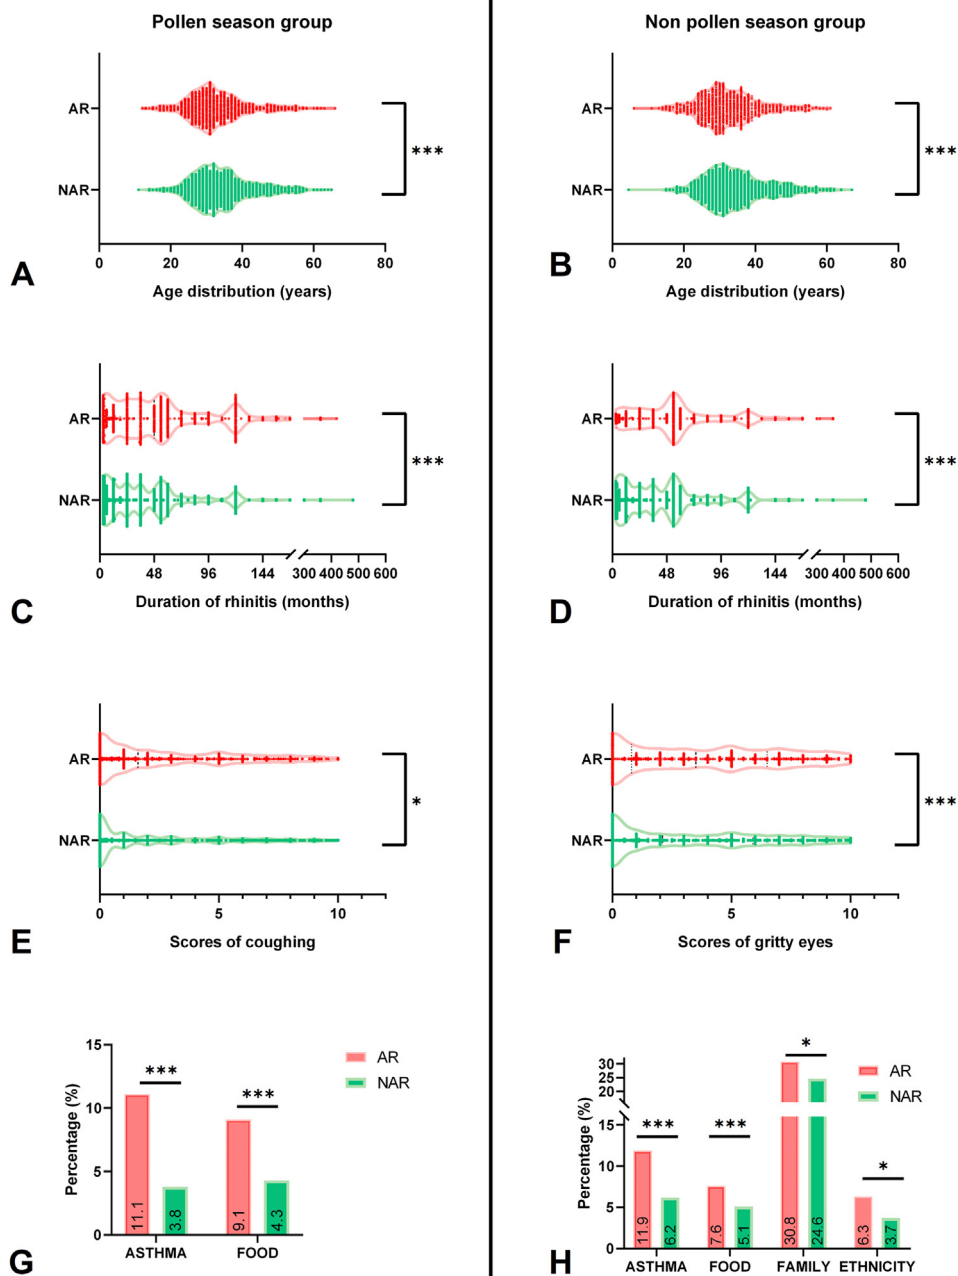 Pollen season group
Non pollen season group
AR
NAR
***
0 20 40 60 80
Age distribution (years)
A
AR
NAR
***
0 20 40 60 80
Age distribution (years)
B
AR
NAR
***
0 48 96 144 300 400 500 600
Duration of rhinitis (months)
C
AR
NAR
***
0 48 96 144 300 400 500 600
Duration of rhinitis (months)
D
AR
NAR
*
0 5 10
Scores of coughing
E
AR
NAR
***
0 5 10
Scores of gritty eyes
F
Percentage (%)
15
10
5
0
*** ***
AR
NAR
11.1 3.8 9.1 4.3
ASTHMA FOOD
G
Percentage (%)
30
25
20
15
10
5
0
*** *** * *
AR
NAR
11.9 6.2 7.6 5.1 30.8 24.6 6.3 3.7
ASTHMA FOOD FAMILY ETHNICITY
H